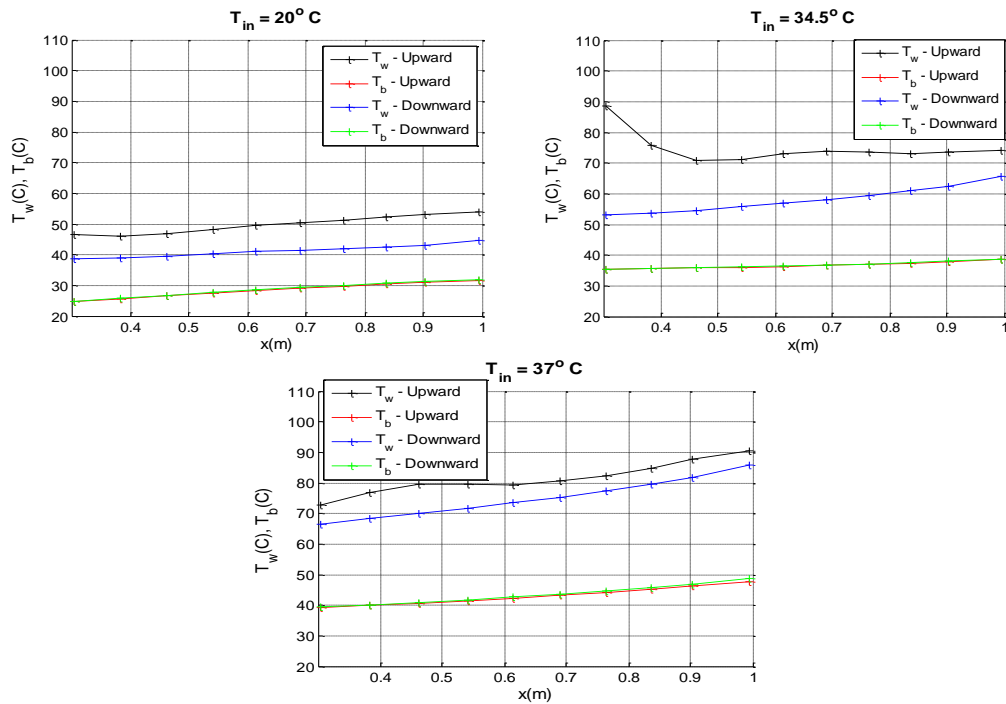 T_in = 20° C
110
100
90
80
70
60
50
40
30
20
T_w(C), T_b(C)
0.4
0.5
0.6
0.7
0.8
0.9
1
x(m)
T_w - Upward
T_b - Upward
T_w - Downward
T_b - Downward
T_in = 34.5° C
110
100
90
80
70
60
50
40
30
20
T_w(C), T_b(C)
0.4
0.5
0.6
0.7
0.8
0.9
1
x(m)
T_w - Upward
T_b - Upward
T_w - Downward
T_b - Downward
T_in = 37° C
110
100
90
80
70
60
50
40
30
20
T_w(C), T_b(C)
0.4
0.5
0.6
0.7
0.8
0.9
1
x(m)
T_w - Upward
T_b - Upward
T_w - Downward
T_b - Downward